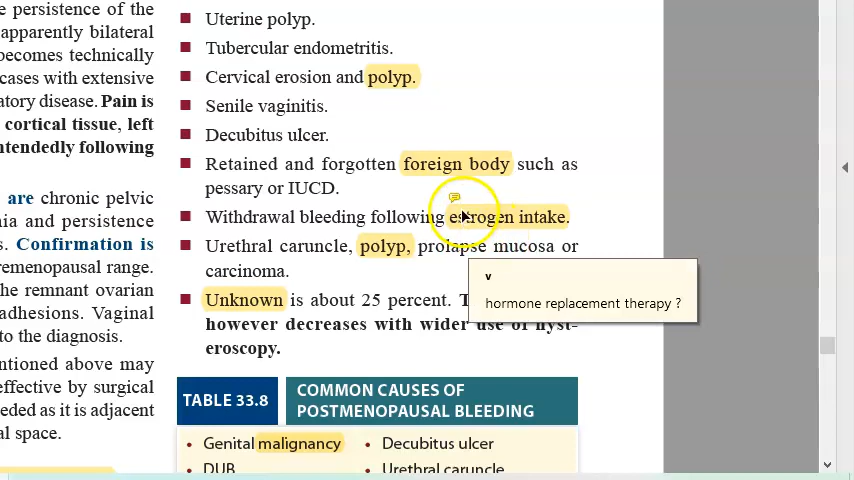 e persistence of the
apparently bilateral
becomes technically
cases with extensive
atory disease. Pain is
cortical tissue, left
ntendedly following
are chronic pelvic
nia and persistence
s. Confirmation is
remenopausal range.
he remnant ovarian
adhesions. Vaginal
to the diagnosis.
ntioned above may
effective by surgical
eded as it is adjacent
al space.
Uterine polyp.
Tubercular endometritis.
Cervical erosion and polyp.
Senile vaginitis.
Decubitus ulcer.
Retained and forgotten foreign body such as
pessary or IUCD.
Withdrawal bleeding following estrogen intake.
Urethral caruncle, polyp, prolapse mucosa or
carcinoma.
Unknown is about 25 percent. T
however decreases with wider use of hyst-
eroscopy.
v
hormone replacement therapy ?
TABLE 33.8
COMMON CAUSES OF
POSTMENOPAUSAL BLEEDING
• Genital malignancy
• DUB
• Decubitus ulcer
• Urethral caruncle